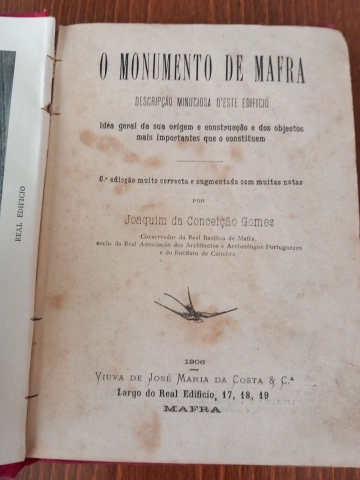 O MONUMENTO DE MAFRA
DESCRIPÇÃO MINUCIOSA D'ESTE EDIFICIO
Idéa geral da sua origem e construcção e dos objectos
mais importantes que o constituem
6.ª edicção muito correcta e augmentada com muitas notas
POR
Joaquim da Conceição Gomes
Conservador da Real Basilica de Mafra,
socio da Real Associação dos Architectos e Archeologos Portuguezes
e do Instituto de Coimbra
1906
VIUVA DE JOSÉ MARIA DA COSTA & C.ª
Largo do Real Edificio, 17, 18, 19
MAFRA
REAL EDIFICIO